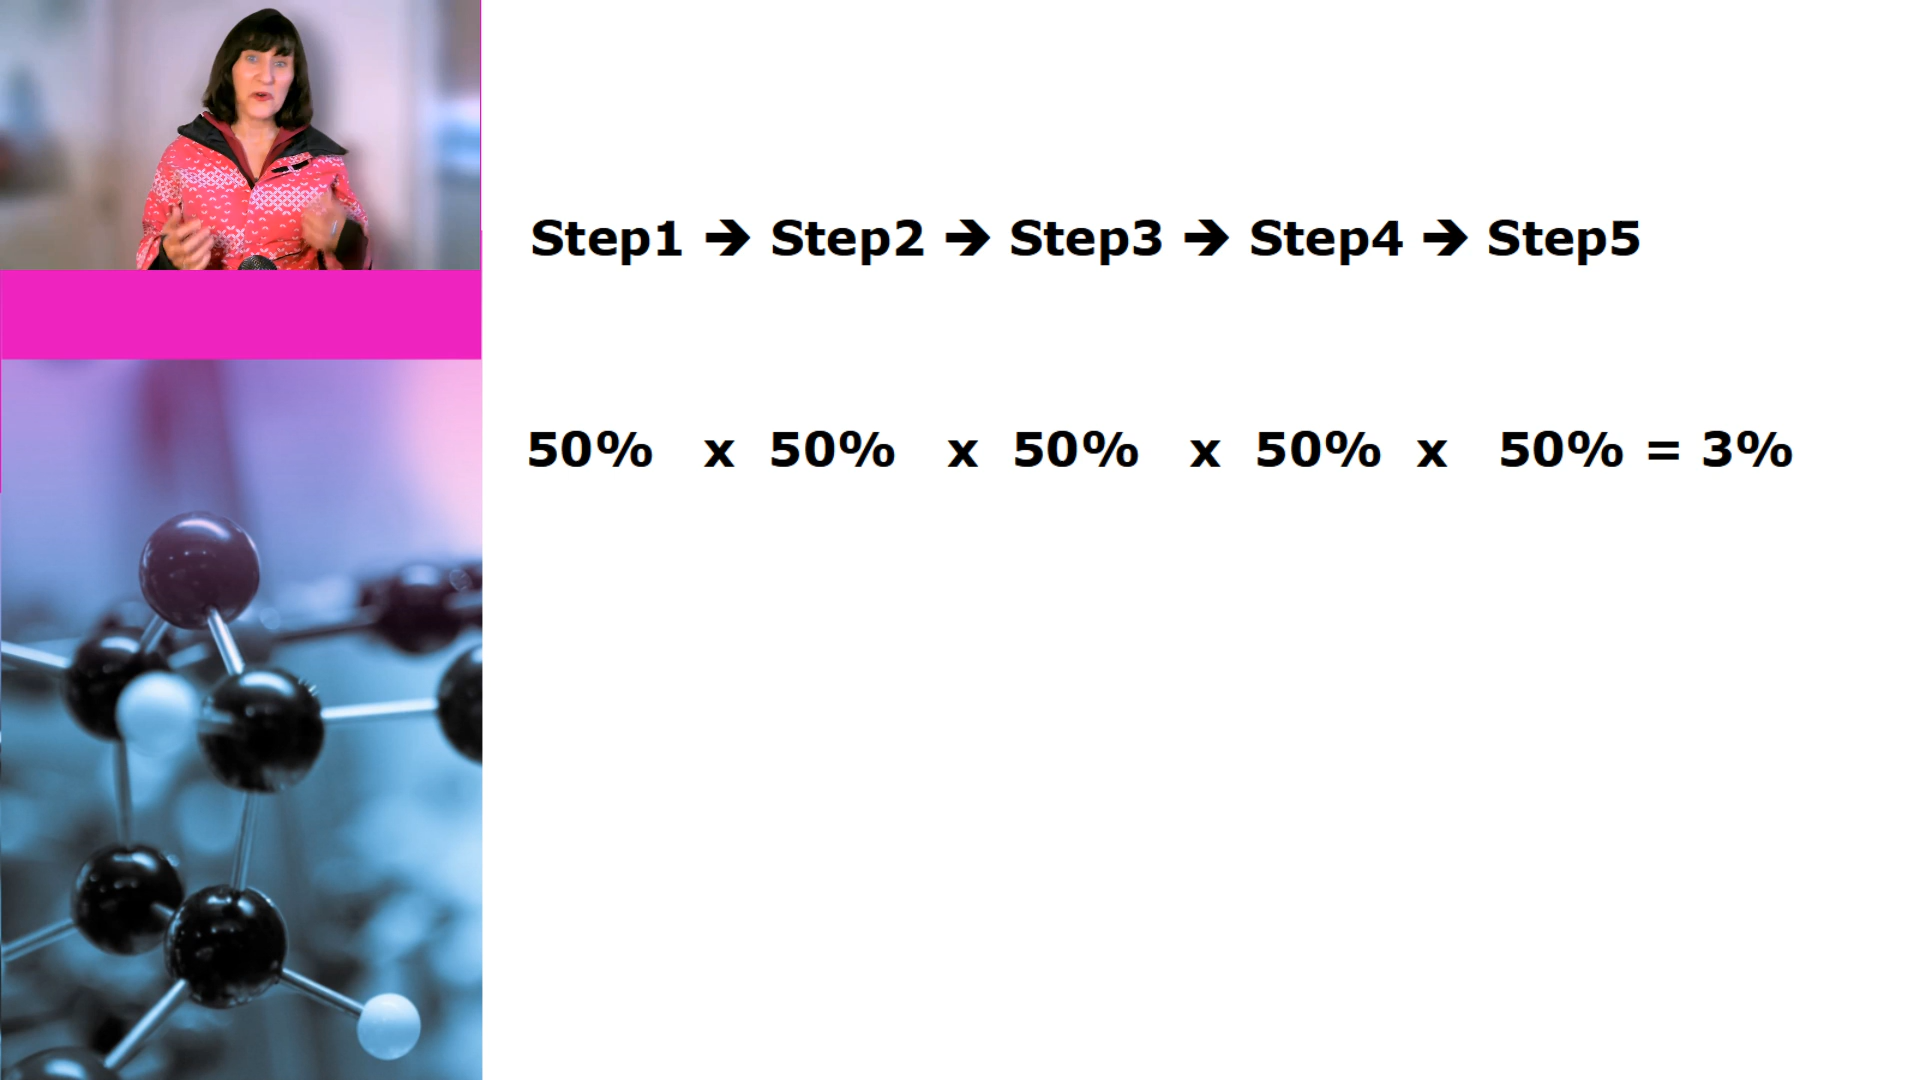 Step1 ➔ Step2 ➔ Step3 ➔ Step4 ➔ Step5
50% x 50% x 50% x 50% x 50% = 3%